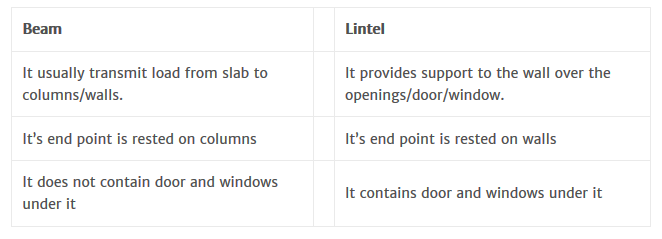 Beam
Lintel
It usually transmit load from slab to
columns/walls.
It provides support to the wall over the
openings/door/window.
It’s end point is rested on columns
It’s end point is rested on walls
It does not contain door and windows
under it
It contains door and windows under it